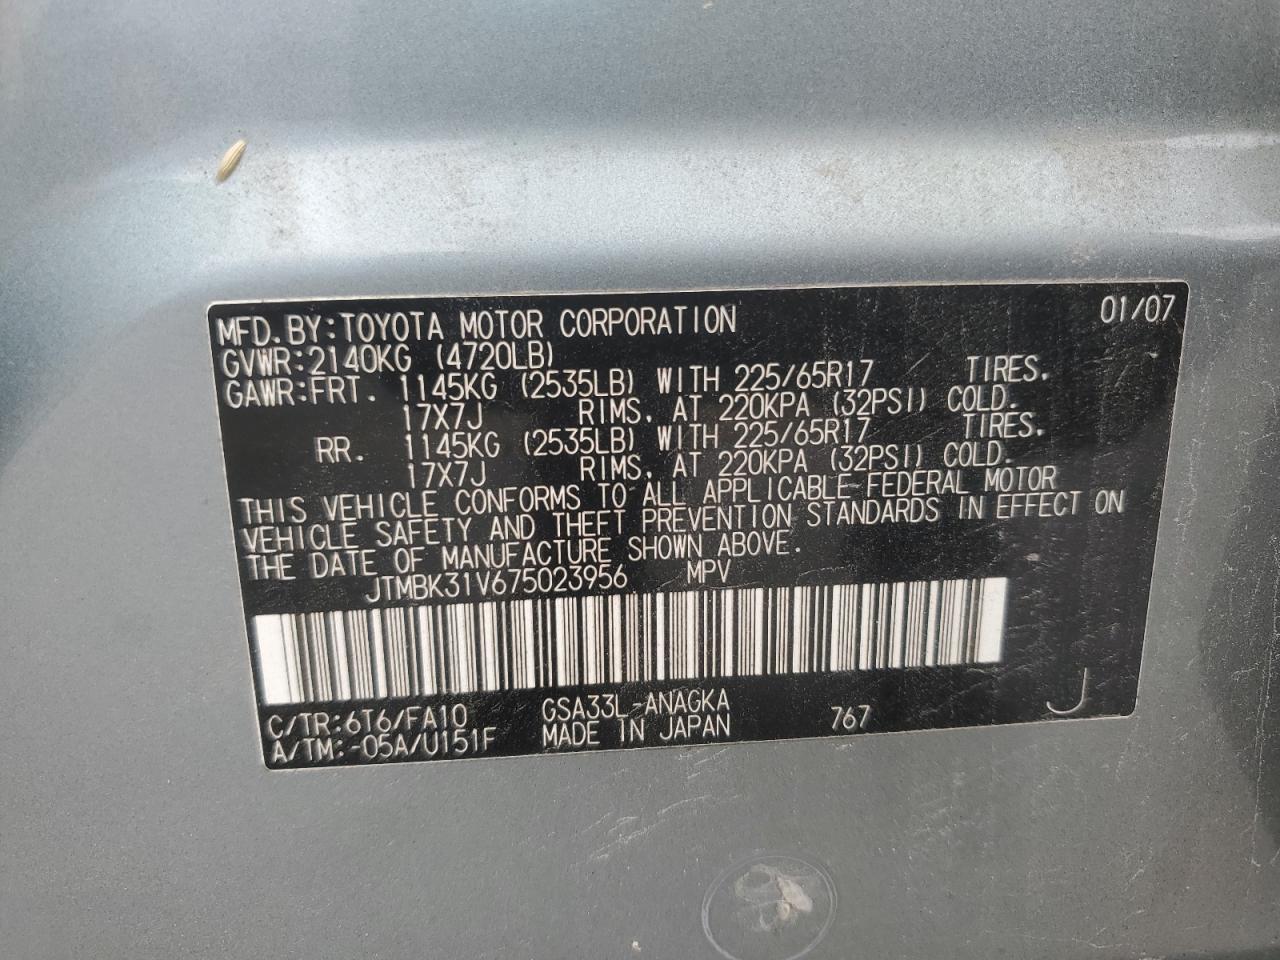 MFD.BY:TOYOTA MOTOR CORPORATION 01/07
GVWR:2140KG (4720LB)
GAWR:FRT. 1145KG (2535LB) WITH 225/65R17 TIRES,
17X7J RIMS, AT 220KPA (32PSI) COLD.
RR. 1145KG (2535LB) WITH 225/65R17 TIRES,
17X7J RIMS, AT 220KPA (32PSI) COLD.
THIS VEHICLE CONFORMS TO ALL APPLICABLE FEDERAL MOTOR
VEHICLE SAFETY AND THEFT PREVENTION STANDARDS IN EFFECT ON
THE DATE OF MANUFACTURE SHOWN ABOVE.
JTMBK31V675023956 MPV
C/TR:6T6/FA10 GSA33L-ANAGKA
A/TM:-05A/U151F MADE IN JAPAN 767 J